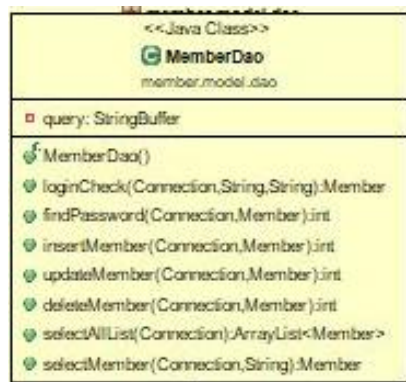 <<Java Class>>
MemberDao
member.model.dao
query: StringBuffer
MemberDao()
loginCheck(Connection,String,String):Member
findPassword(Connection,Member):int
insertMember(Connection,Member):int
updateMember(Connection,Member):int
deleteMember(Connection,Member):int
selectAllList(Connection):ArrayList<Member>
selectMember(Connection,String):Member